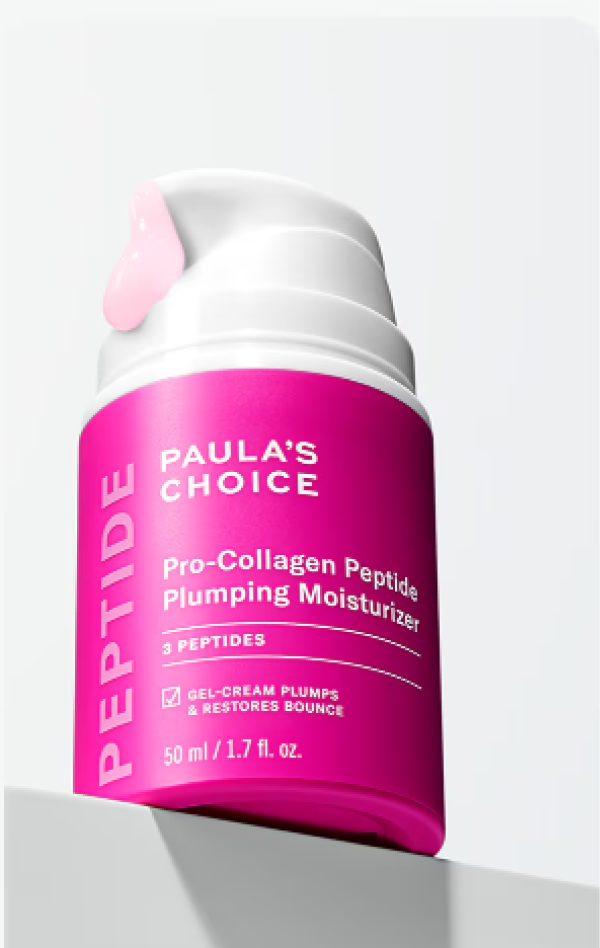 PEPTIDE
PAULA'S
CHOICE
Pro-Collagen Peptide
Plumping Moisturizer
3 PEPTIDES
GEL-CREAM PLUMPS
& RESTORES BOUNCE
50 ml / 1.7 fl. oz.